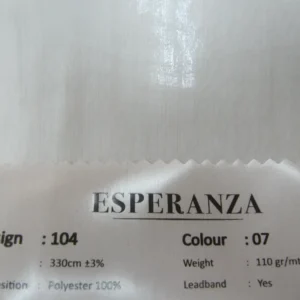 ESPERANZA
ign : 104 Colour : 07
: 330cm ±3% Weight : 110 gr/mt
sition : Polyester 100% Leadband : Yes